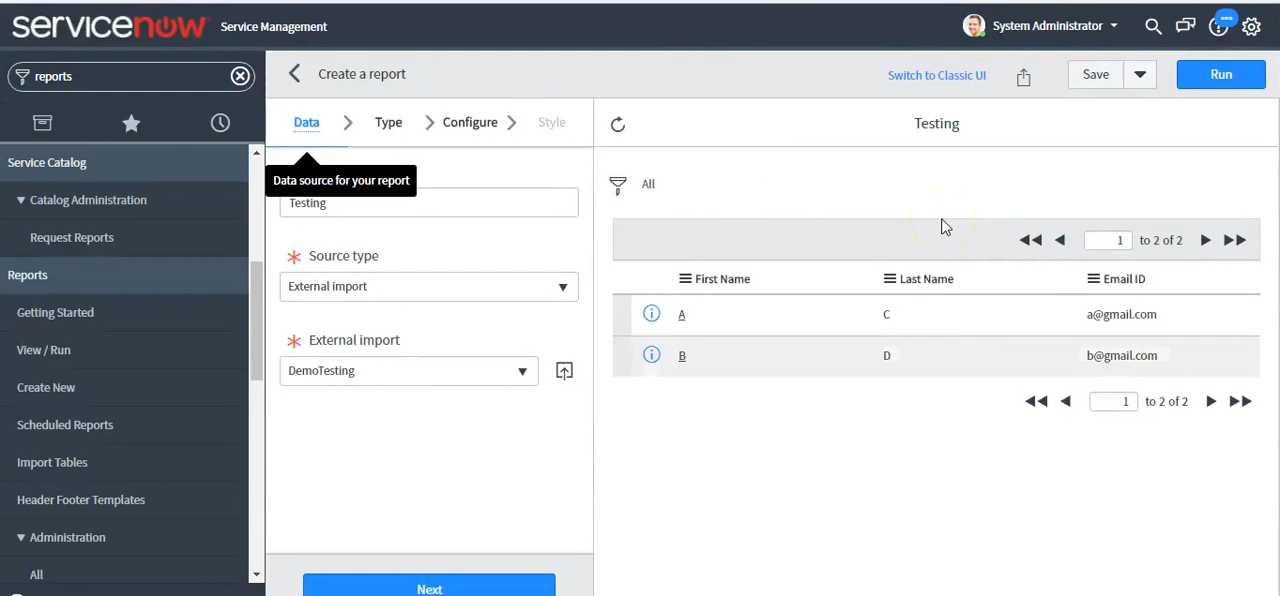 servicenow Service Management
System Administrator
reports
Create a report
Switch to Classic UI
Save
Run
Data
Type
Configure
Style
Testing
Data source for your report
Testing
All
Source type
External import
1 to 2 of 2
External import
DemoTesting
First Name Last Name Email ID
A C a@gmail.com
B D b@gmail.com
1 to 2 of 2
Next
Service Catalog
Catalog Administration
Request Reports
Reports
Getting Started
View / Run
Create New
Scheduled Reports
Import Tables
Header Footer Templates
Administration
All